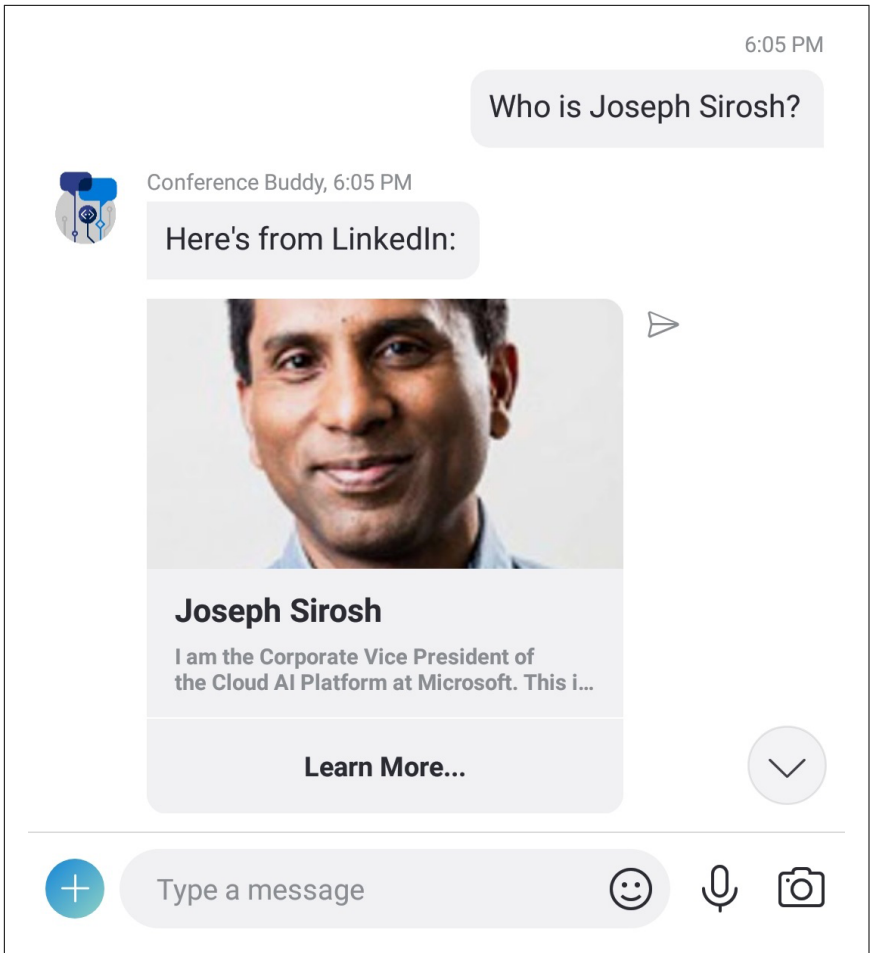 6:05 PM
Who is Joseph Sirosh?
Conference Buddy, 6:05 PM
Here's from LinkedIn:
Joseph Sirosh
I am the Corporate Vice President of
the Cloud AI Platform at Microsoft. This i...
Learn More...
Type a message